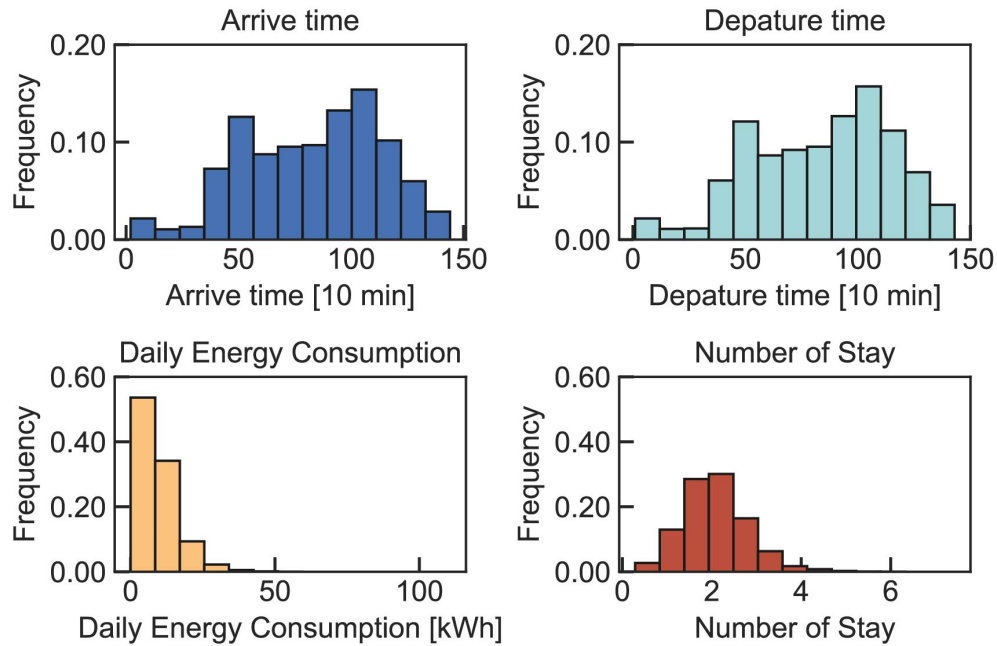 Arrive time
0.20
0.10
0.00
Frequency
0 50 100 150
Arrive time [10 min]
Depature time
0.20
0.10
0.00
Frequency
0 50 100 150
Depature time [10 min]
Daily Energy Consumption
0.60
0.40
0.20
0.00
Frequency
0 50 100
Daily Energy Consumption [kWh]
Number of Stay
0.60
0.40
0.20
0.00
Frequency
0 2 4 6
Number of Stay